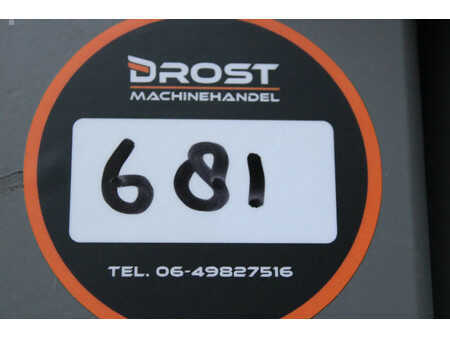 DROST
MACHINEHANDEL
681
TEL. 06-49827516